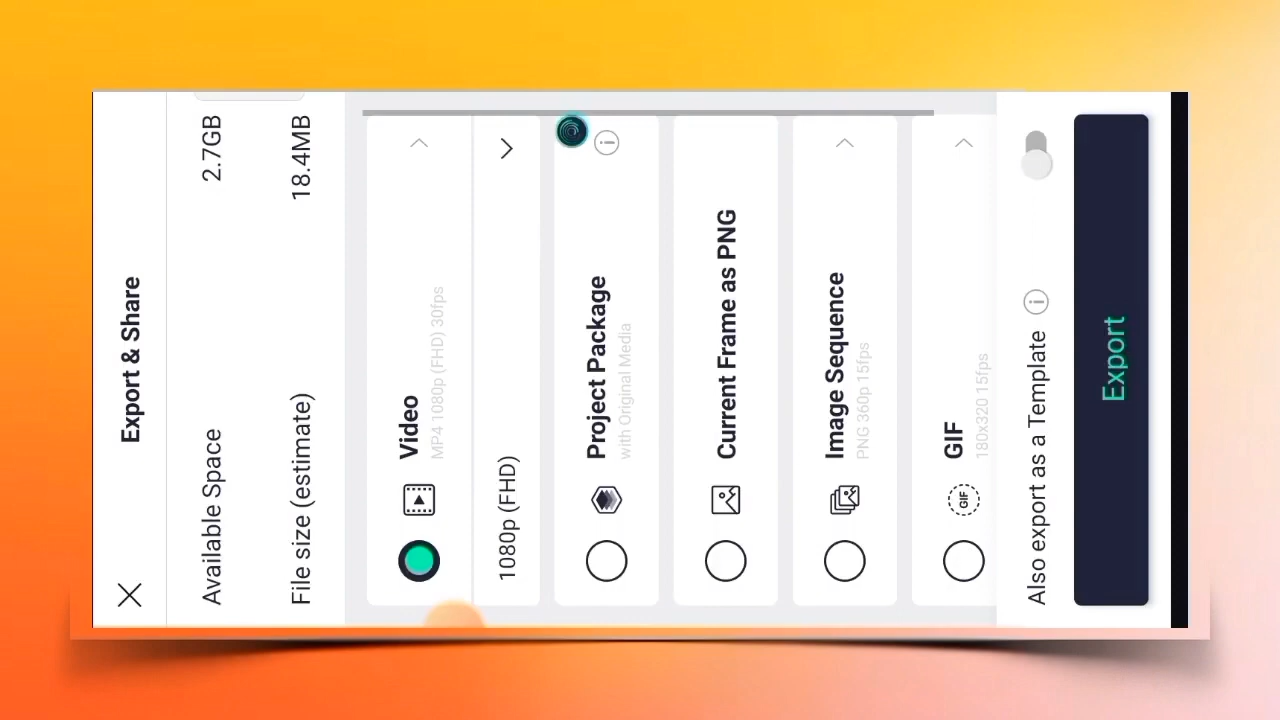 Export & Share
Available Space 2.7GB
File size (estimate) 18.4MB
Video
MP4 1080p (FHD) 30fps
1080p (FHD)
Project Package
with Original Media
Current Frame as PNG
Image Sequence
PNG 360p 15fps
GIF
GIF
180x320 15fps
Also export as a Template
Export